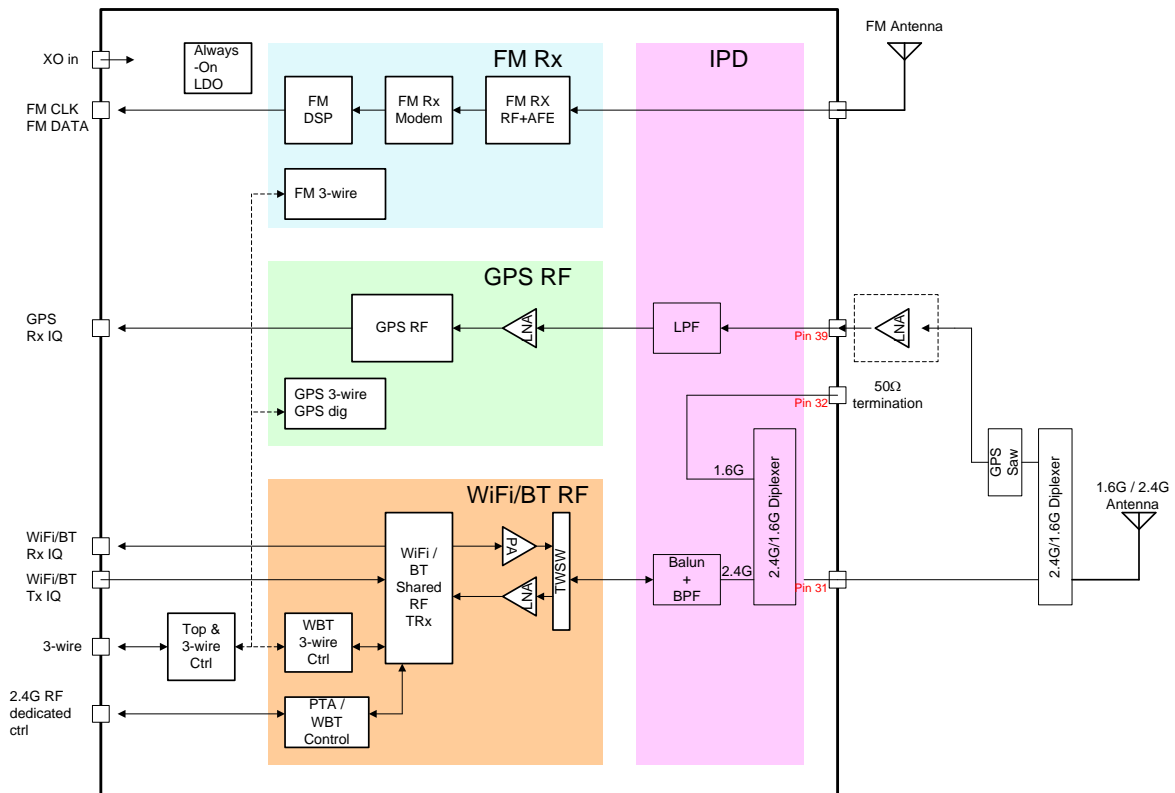 FM Antenna
XO in
Always
-On
LDO
FM Rx
IPD
FM CLK
FM DATA
FM
DSP
FM Rx
Modem
FM RX
RF+AFE
FM 3-wire
GPS RF
GPS
Rx IQ
GPS RF
LNA
LPF
Pin 39
LNA
GPS 3-wire
GPS dig
50Ω
termination
Pin 32
1.6G
2.4G/1.6G Diplexer
GPS
Saw
2.4G/1.6G Diplexer
1.6G / 2.4G
Antenna
WiFi/BT RF
WiFi/BT
Rx IQ
WiFi/BT
Tx IQ
WiFi /
BT
Shared
RF
TRx
PA
LNA
TWSW
Balun
+
BPF
2.4G
Pin 31
3-wire
Top &
3-wire
Ctrl
WBT
3-wire
Ctrl
2.4G RF
dedicated
ctrl
PTA /
WBT
Control